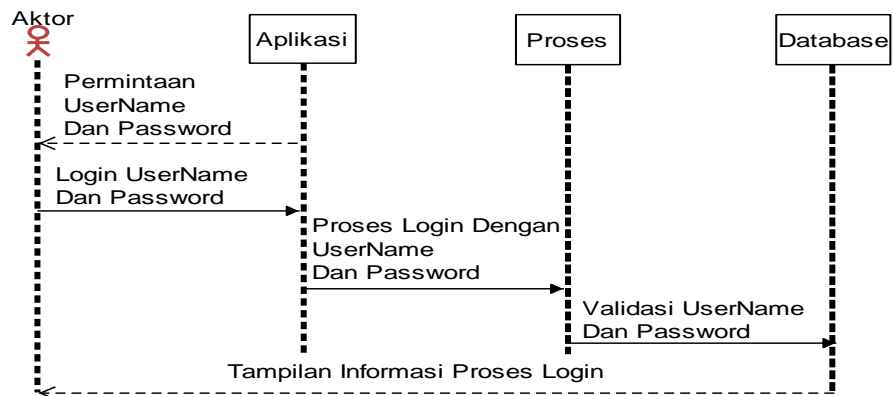 Aktor
Aplikasi
Proses
Database
Permintaan
UserName
Dan Password
Login UserName
Dan Password
Proses Login Dengan
UserName
Dan Password
Validasi UserName
Dan Password
Tampilan Informasi Proses Login